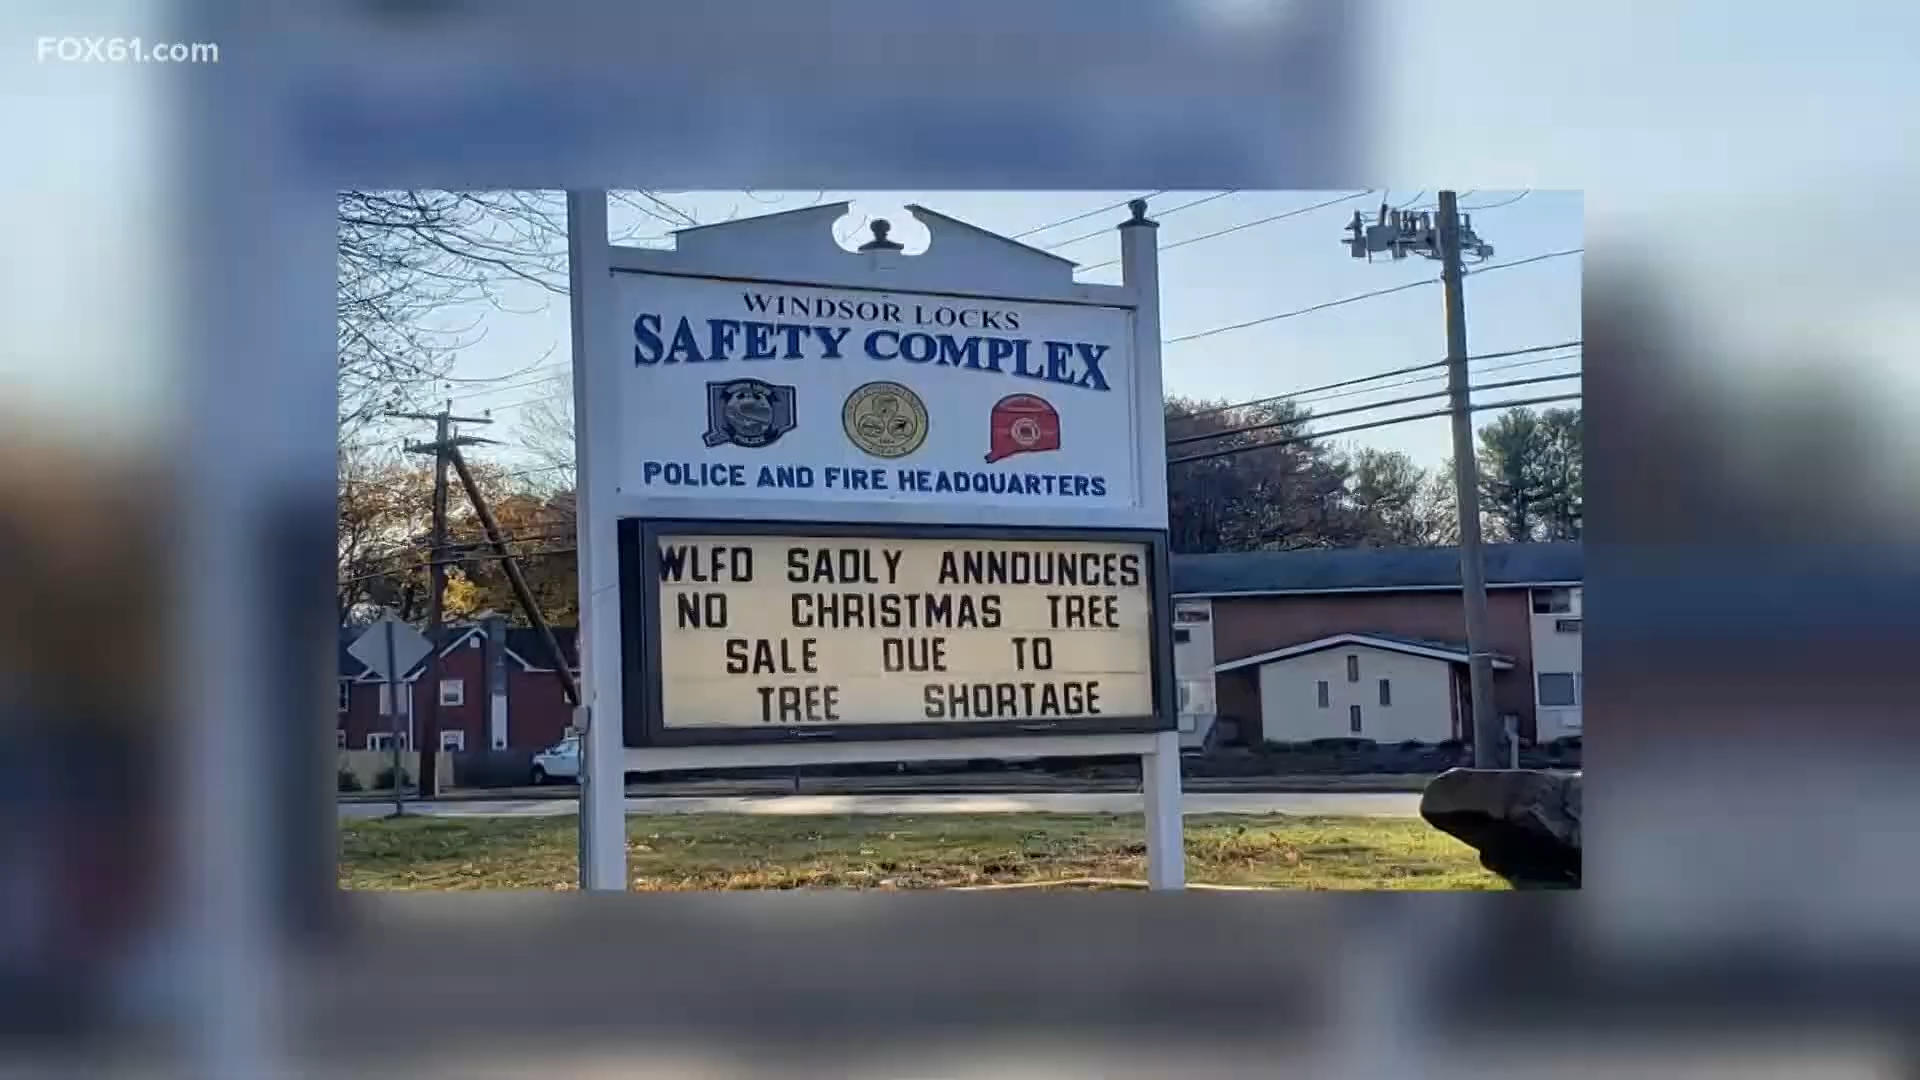 FOX61.com
WINDSOR LOCKS
SAFETY COMPLEX
POLICE AND FIRE HEADQUARTERS
WLFD SADLY ANNOUNCES
NO CHRISTMAS TREE
SALE DUE TO
TREE SHORTAGE